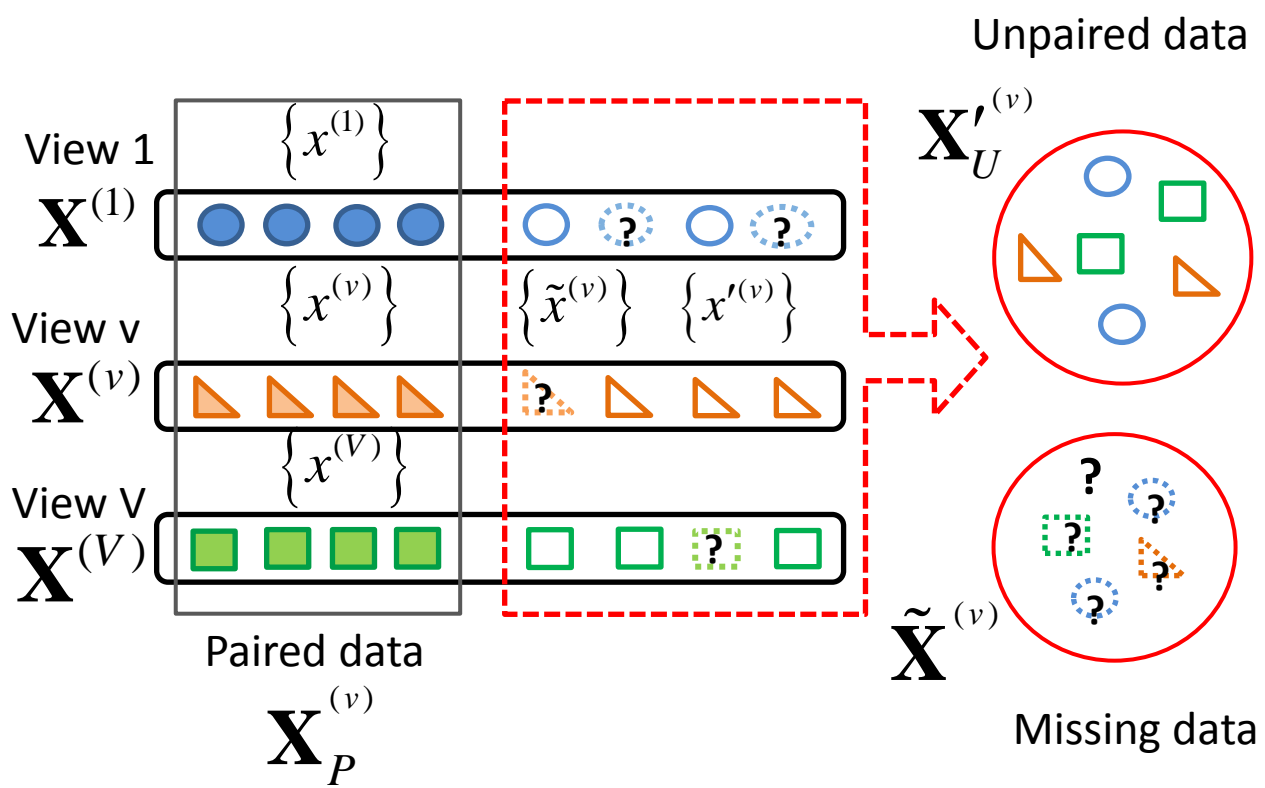 Unpaired data
X′_U^(v)
View 1
{x^(1)}
X^(1)
? ?
{x^(v)} {x̃^(v)} {x′^(v)}
View v
X^(v)
?
{x^(V)}
View V
X^(V)
?
? ? ? ? ?
X̃^(v)
Paired data
X_P^(v)
Missing data